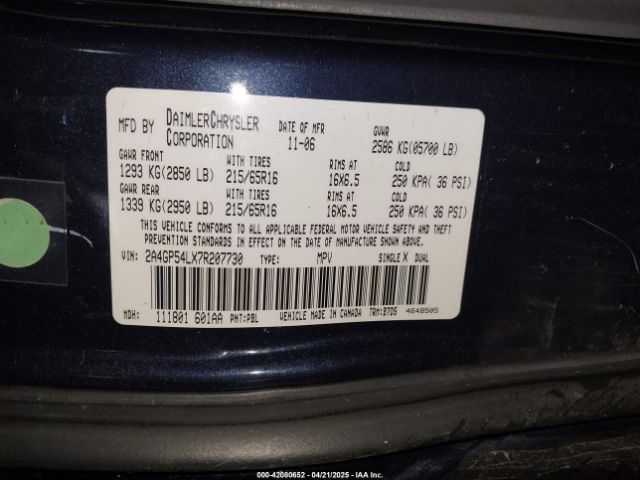 MFD BY DAIMLERCHRYSLER CORPORATION DATE OF MFR 11-06 GVWR 2586 KG(05700 LB)
GAWR FRONT WITH TIRES RIMS AT COLD
1293 KG(2850 LB) 215/65R16 16X6.5 250 KPA( 36 PSI)
GAWR REAR WITH TIRES RIMS AT COLD
1339 KG(2950 LB) 215/65R16 16X6.5 250 KPA( 36 PSI)
THIS VEHICLE CONFORMS TO ALL APPLICABLE FEDERAL MOTOR VEHICLE SAFETY AND THEFT
PREVENTION STANDARDS IN EFFECT ON THE DATE OF MANUFACTURE SHOWN ABOVE.
VIN: 2A4GP54LX7R207730 TYPE: MPV SINGLE X DUAL
MDH: 111801 601AA PNT:PBL VEHICLE MADE IN CANADA TRM:B7D5 4648505
000-42080652 - 04/21/2025 - IAA Inc.